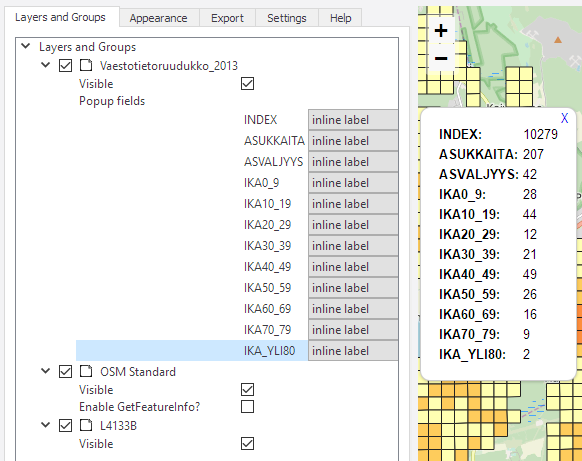 Layers and Groups Appearance Export Settings Help
Layers and Groups
Vaestotietoruudukko_2013
Visible
Popup fields
INDEX inline label
ASUKKAITA inline label
ASVALJYYS inline label
IKA0_9 inline label
IKA10_19 inline label
IKA20_29 inline label
IKA30_39 inline label
IKA40_49 inline label
IKA50_59 inline label
IKA60_69 inline label
IKA70_79 inline label
IKA_YLI80 inline label
OSM Standard
Visible
Enable GetFeatureInfo?
L4133B
Visible
+
−
X
INDEX: 10279
ASUKKAITA: 207
ASVALJYYS: 42
IKA0_9: 28
IKA10_19: 44
IKA20_29: 12
IKA30_39: 21
IKA40_49: 49
IKA50_59: 26
IKA60_69: 16
IKA70_79: 9
IKA_YLI80: 2